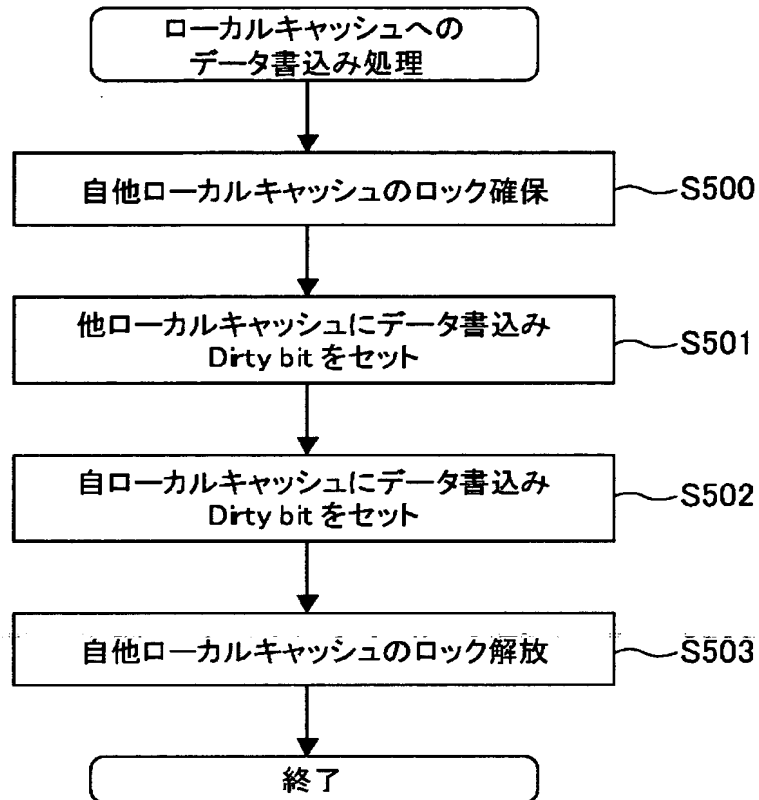 ローカルキャッシュへの
データ書込み処理
自他ローカルキャッシュのロック確保
S500
他ローカルキャッシュにデータ書込み
Dirty bit をセット
S501
自ローカルキャッシュにデータ書込み
Dirty bit をセット
S502
自他ローカルキャッシュのロック解放
S503
終了